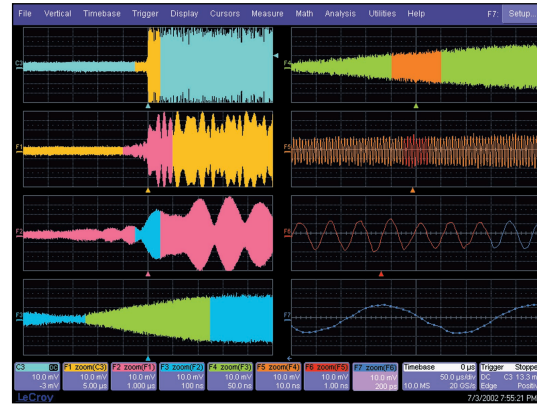 File Vertical Timebase Trigger Display Cursors Measure Math Analysis Utilities Help F7: Setup...
C3
F4
F1
F5
F2
F6
F3
F7
C3 DC F1 zoom(C3) F2 zoom(F1) F3 zoom(F2) F4 zoom(F3) F5 zoom(F4) F6 zoom(F5) F7 zoom(F6) Timebase 0 µs Trigger Stoppe
10.0 mV 10.0 mV 10.0 mV 10.0 mV 10.0 mV 10.0 mV 10.0 mV 10.0 mV 50.0 µs/div DC C3 13.3 m
-3 mV 5.00 µs 1.000 µs 100 ns 50.0 ns 10.0 ns 1.00 ns 200 ps 10.0 MS 20 GS/s Edge Positiv
LeCroy 7/3/2002 7:55:21 PM